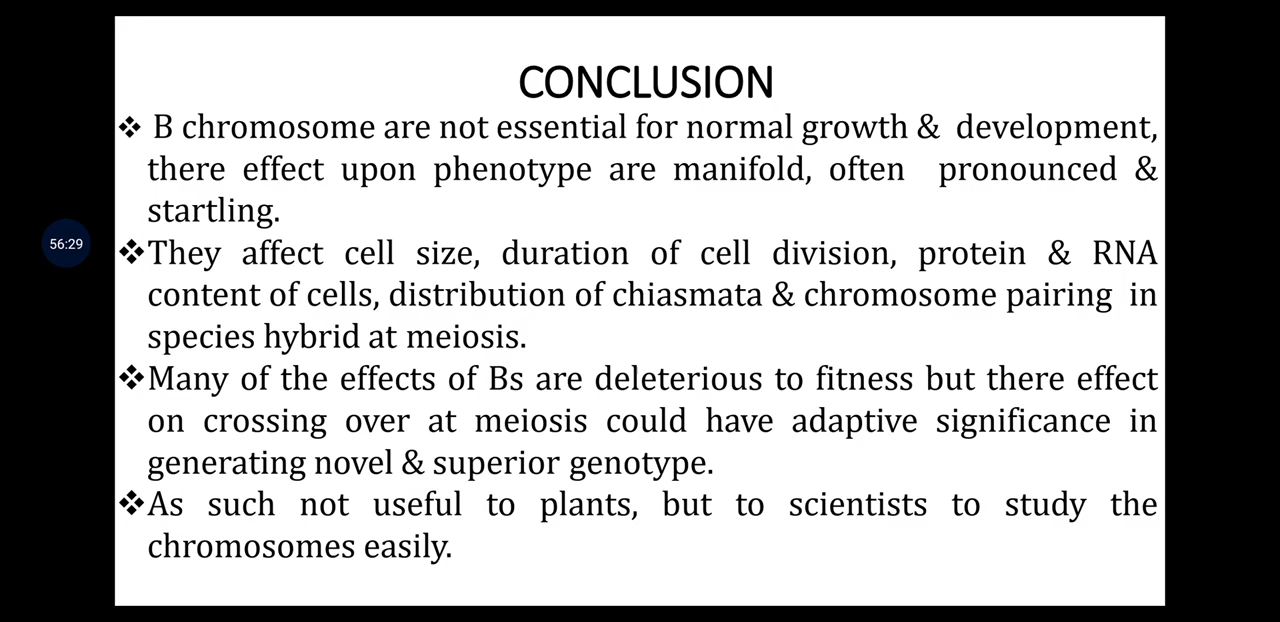 CONCLUSION
❖ B chromosome are not essential for normal growth & development,
there effect upon phenotype are manifold, often pronounced &
startling.
❖They affect cell size, duration of cell division, protein & RNA
content of cells, distribution of chiasmata & chromosome pairing in
species hybrid at meiosis.
❖Many of the effects of Bs are deleterious to fitness but there effect
on crossing over at meiosis could have adaptive significance in
generating novel & superior genotype.
❖As such not useful to plants, but to scientists to study the
chromosomes easily.
56:29